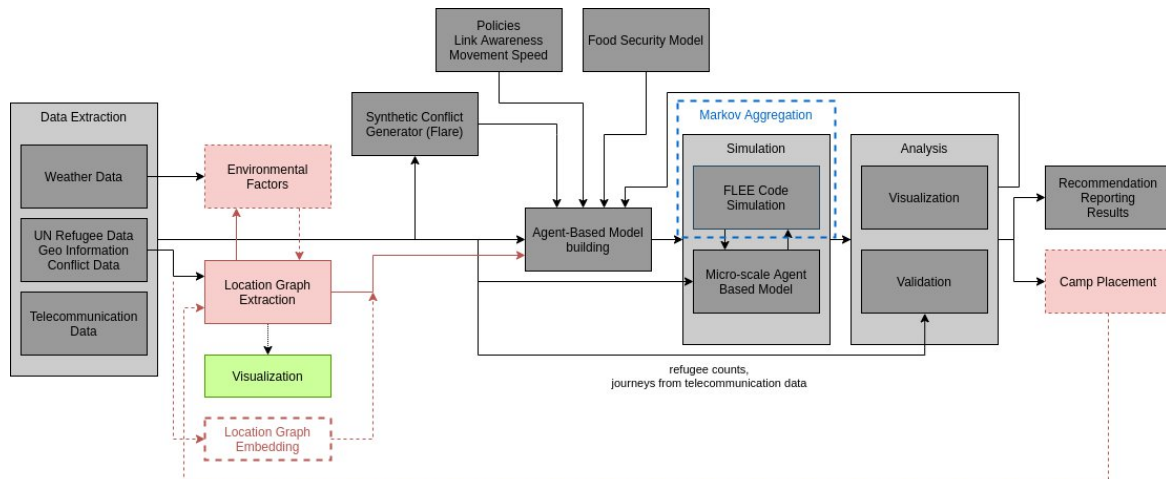 Policies
Link Awareness
Movement Speed
Food Security Model
Data Extraction
Weather Data
UN Refugee Data
Geo Information
Conflict Data
Telecommunication
Data
Environmental
Factors
Location Graph
Extraction
Visualization
Location Graph
Embedding
Synthetic Conflict
Generator (Flare)
Agent-Based Model
building
Markov Aggregation
Simulation
FLEE Code
Simulation
Micro-scale Agent
Based Model
Analysis
Visualization
Validation
Recommendation
Reporting
Results
Camp Placement
refugee counts,
journeys from telecommunication data